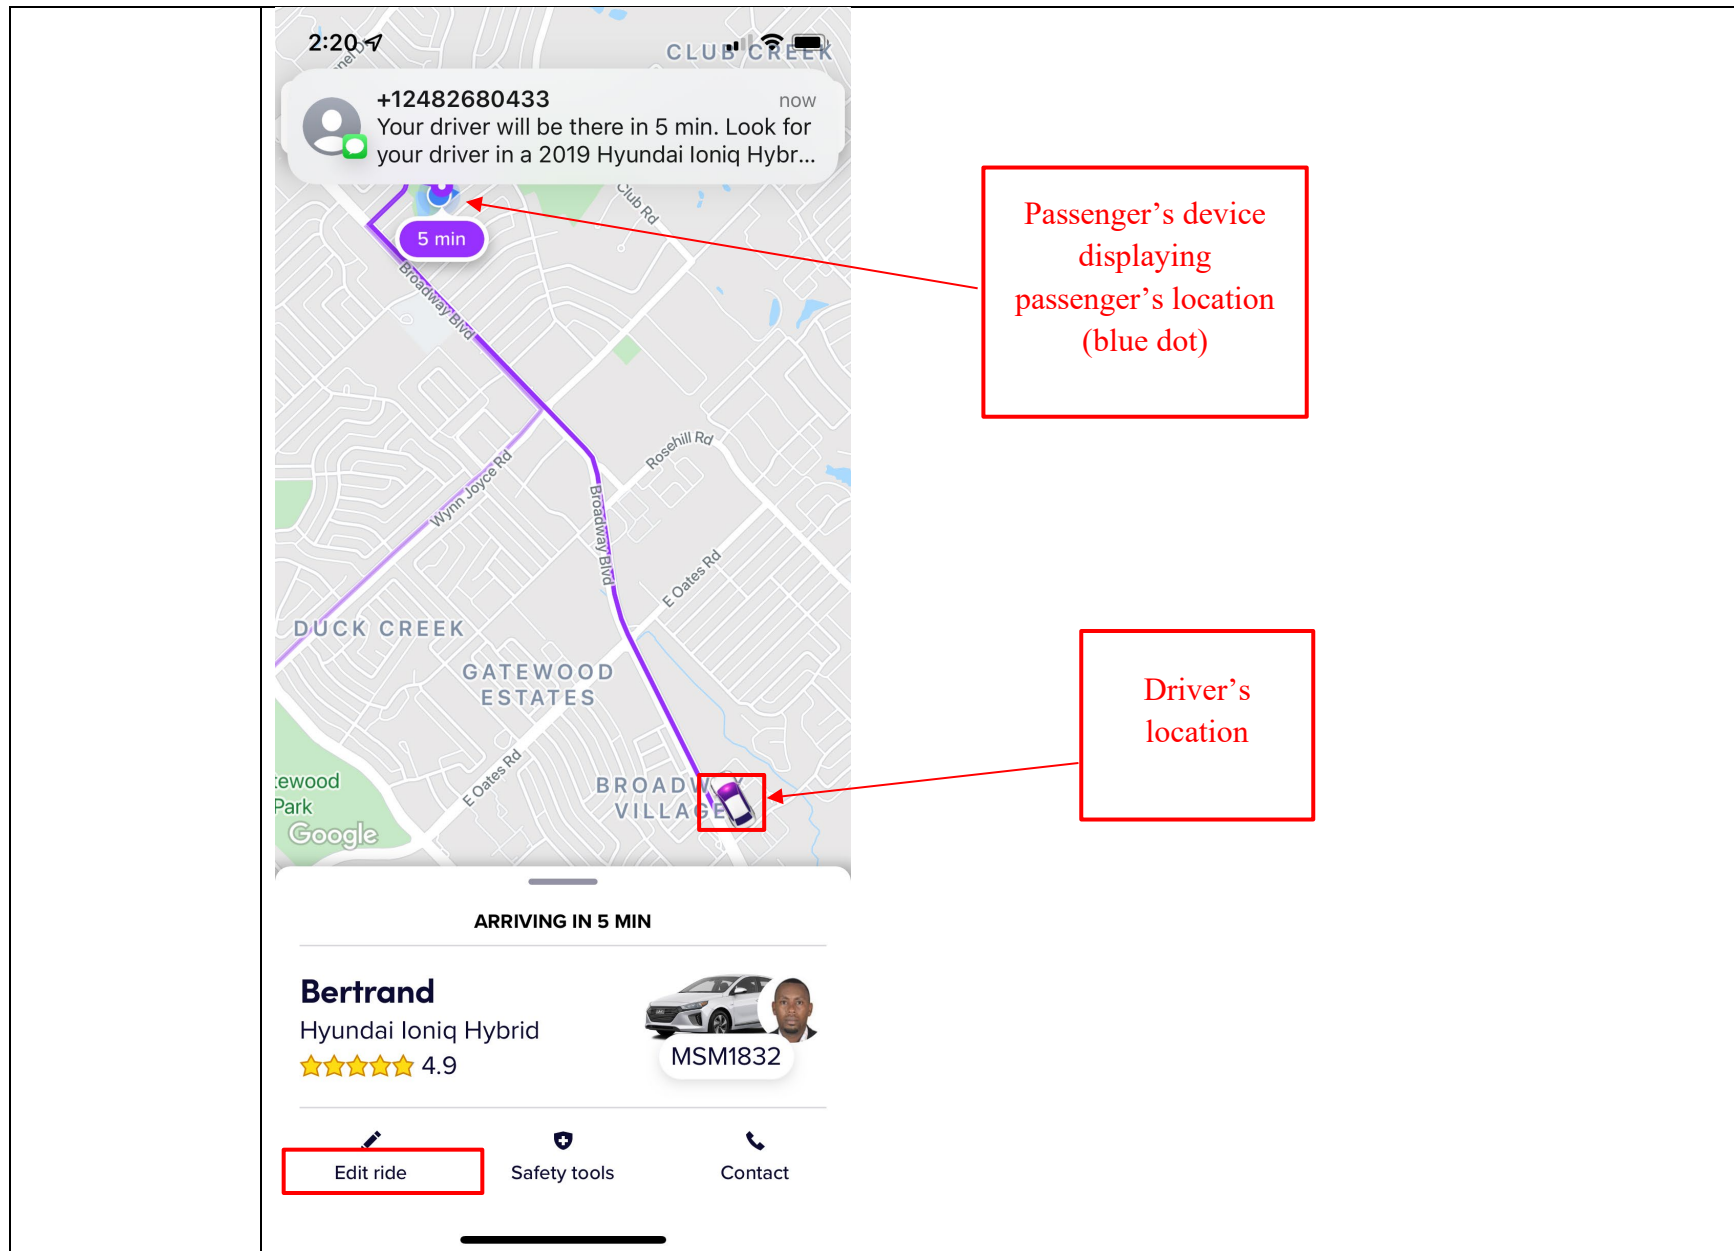 2:20
CLUB CREEK
+12482680433
now
Your driver will be there in 5 min. Look for
your driver in a 2019 Hyundai Ioniq Hybr...
Club Rd
5 min
Broadway Blvd
Passenger’s device
displaying
passenger’s location
(blue dot)
Rosehill Rd
Wynn Joyce Rd
Broadway Blvd
E Oates Rd
DUCK CREEK
GATEWOOD
ESTATES
Driver’s
location
E Oates Rd
tewood
Park
Google
VILLAGE
ARRIVING IN 5 MIN
Bertrand
Hyundai Ioniq Hybrid
4.9
MSM1832
Edit ride
Safety tools
Contact